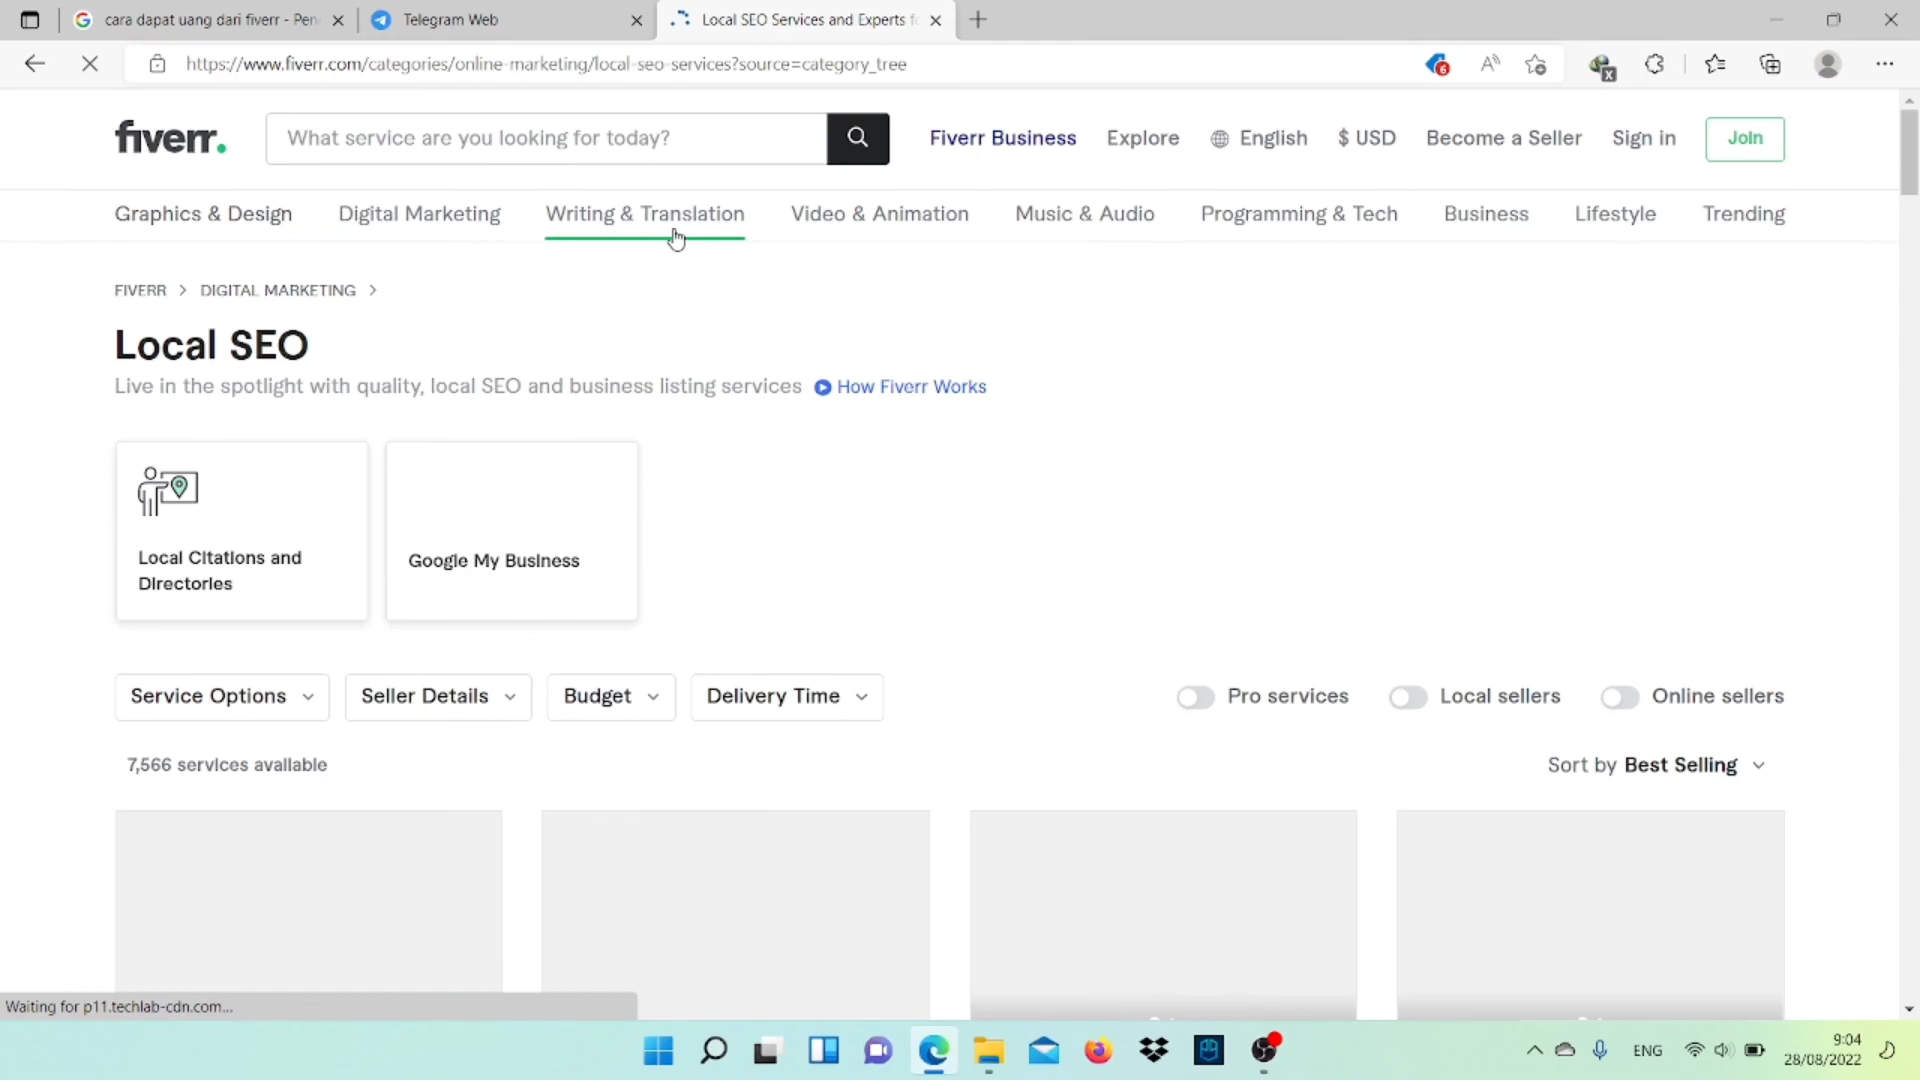 cara dapat uang dari fiverr - Pen
Telegram Web
Local SEO Services and Experts f
https://www.fiverr.com/categories/online-marketing/local-seo-services?source=category_tree
fiverr.
What service are you looking for today?
Fiverr Business
Explore
English
$ USD
Become a Seller
Sign in
Join
Graphics & Design
Digital Marketing
Writing & Translation
Video & Animation
Music & Audio
Programming & Tech
Business
Lifestyle
Trending
FIVERR > DIGITAL MARKETING >
Local SEO
Live in the spotlight with quality, local SEO and business listing services
How Fiverr Works
Local Citations and
Directories
Google My Business
Service Options
Seller Details
Budget
Delivery Time
Pro services
Local sellers
Online sellers
7,566 services available
Sort by Best Selling
Waiting for p11.techlab-cdn.com...
ENG
9:04
28/08/2022